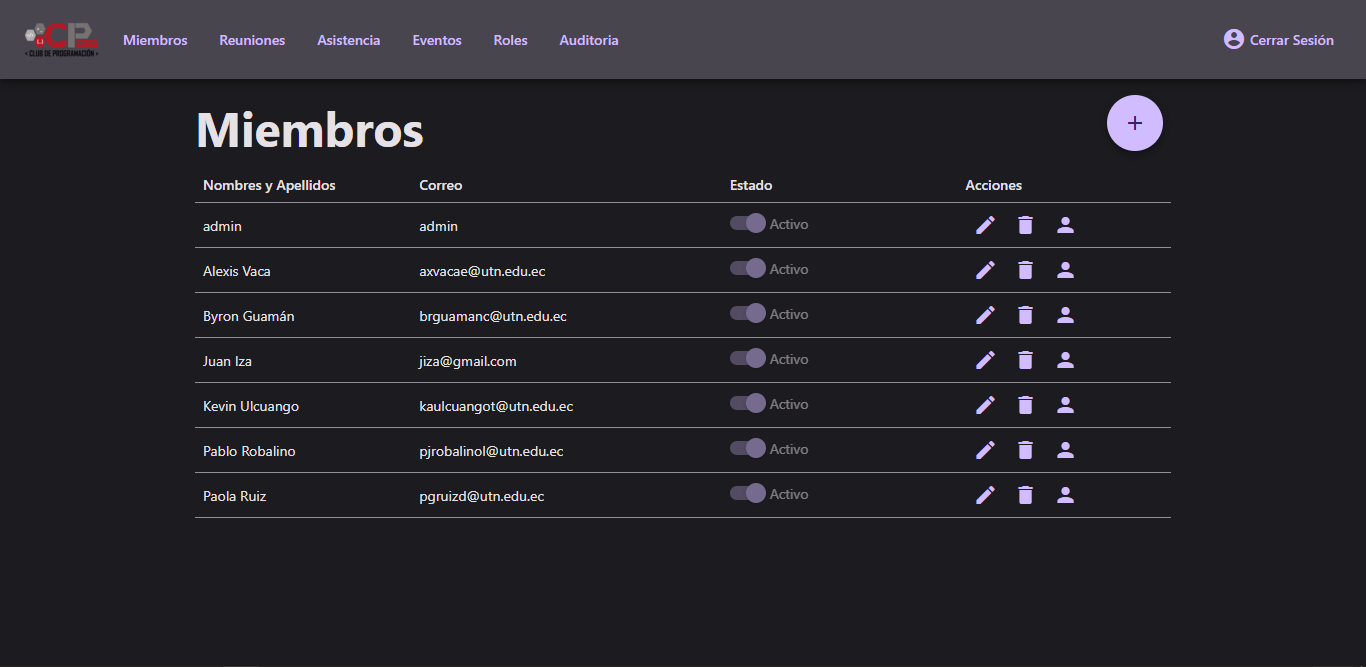 CP
< CLUB DE PROGRAMACIÓN >
Miembros Reuniones Asistencia Eventos Roles Auditoria Cerrar Sesión
Miembros
+
Nombres y Apellidos Correo Estado Acciones
admin admin Activo
Alexis Vaca axvacae@utn.edu.ec Activo
Byron Guamán brguamanc@utn.edu.ec Activo
Juan Iza jiza@gmail.com Activo
Kevin Ulcuango kaulcuangot@utn.edu.ec Activo
Pablo Robalino pjrobalinol@utn.edu.ec Activo
Paola Ruiz pgruizd@utn.edu.ec Activo